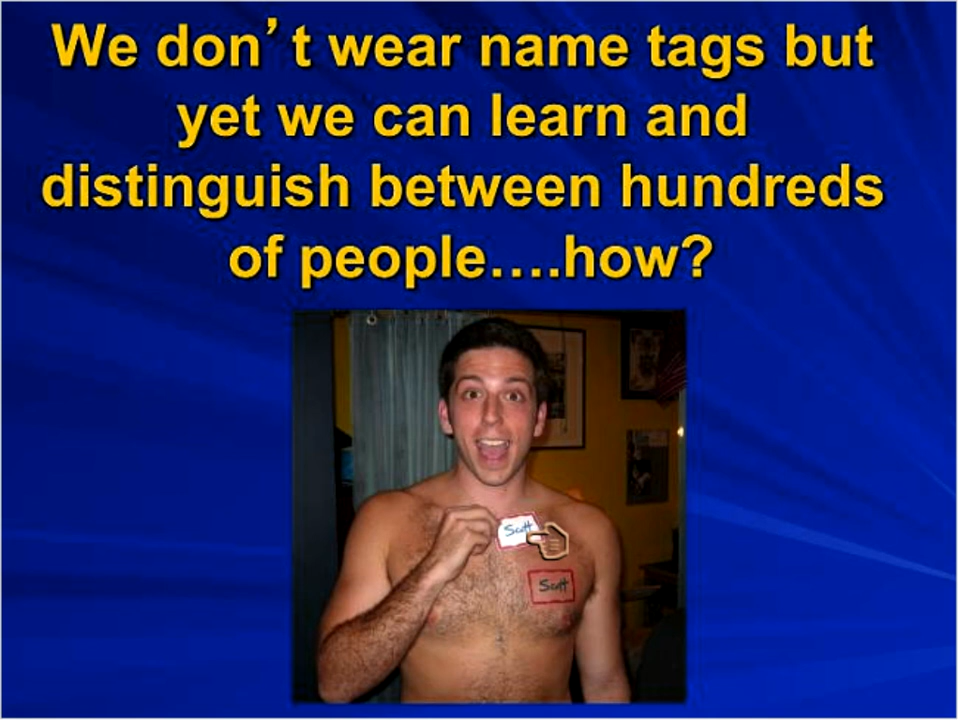 We don’t wear name tags but
yet we can learn and
distinguish between hundreds
of people….how?
Scott
Scott